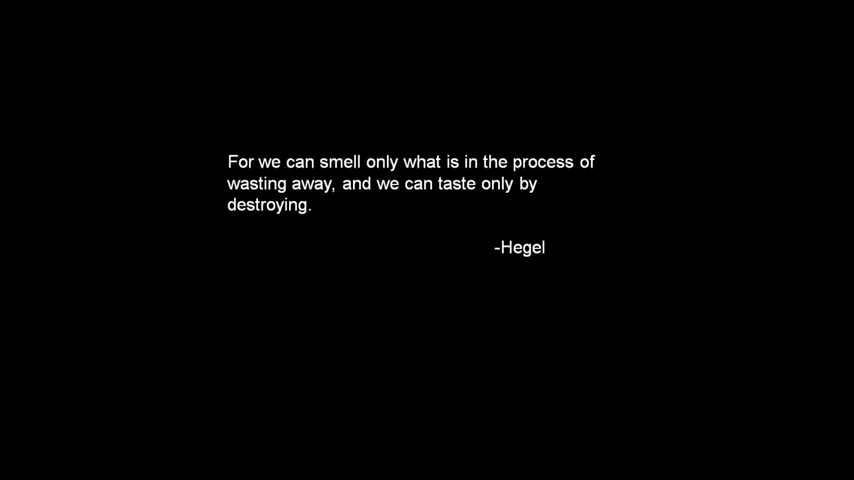 For we can smell only what is in the process of
wasting away, and we can taste only by
destroying.
-Hegel